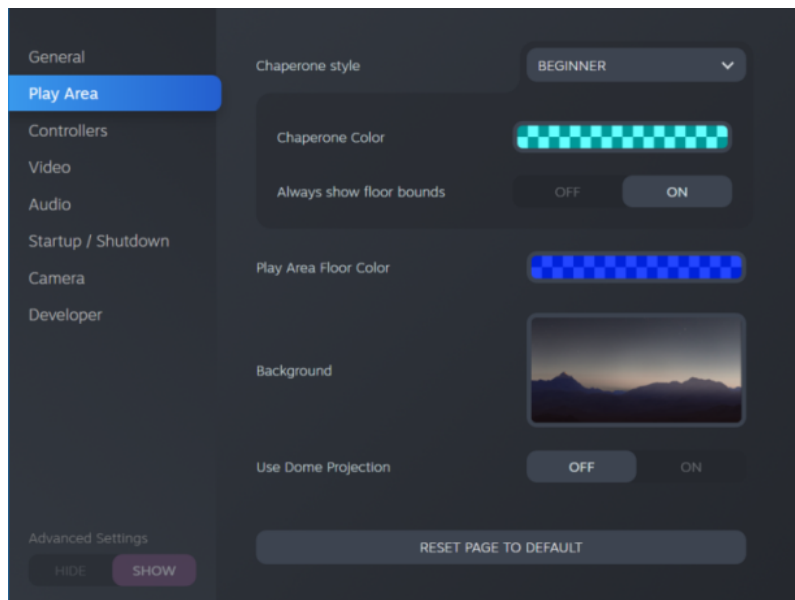 General
Play Area
Controllers
Video
Audio
Startup / Shutdown
Camera
Developer
Advanced Settings
HIDE SHOW
Chaperone style BEGINNER
Chaperone Color
Always show floor bounds OFF ON
Play Area Floor Color
Background
Use Dome Projection OFF ON
RESET PAGE TO DEFAULT